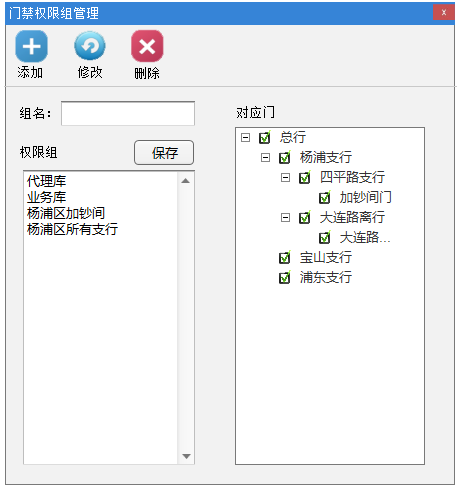 门禁权限组管理
x
添加
修改
删除
组名：
对应门
权限组
保存
代理库
业务库
杨浦区加钞间
杨浦区所有支行
总行
杨浦支行
四平路支行
加钞间门
大连路离行
大连路...
宝山支行
浦东支行